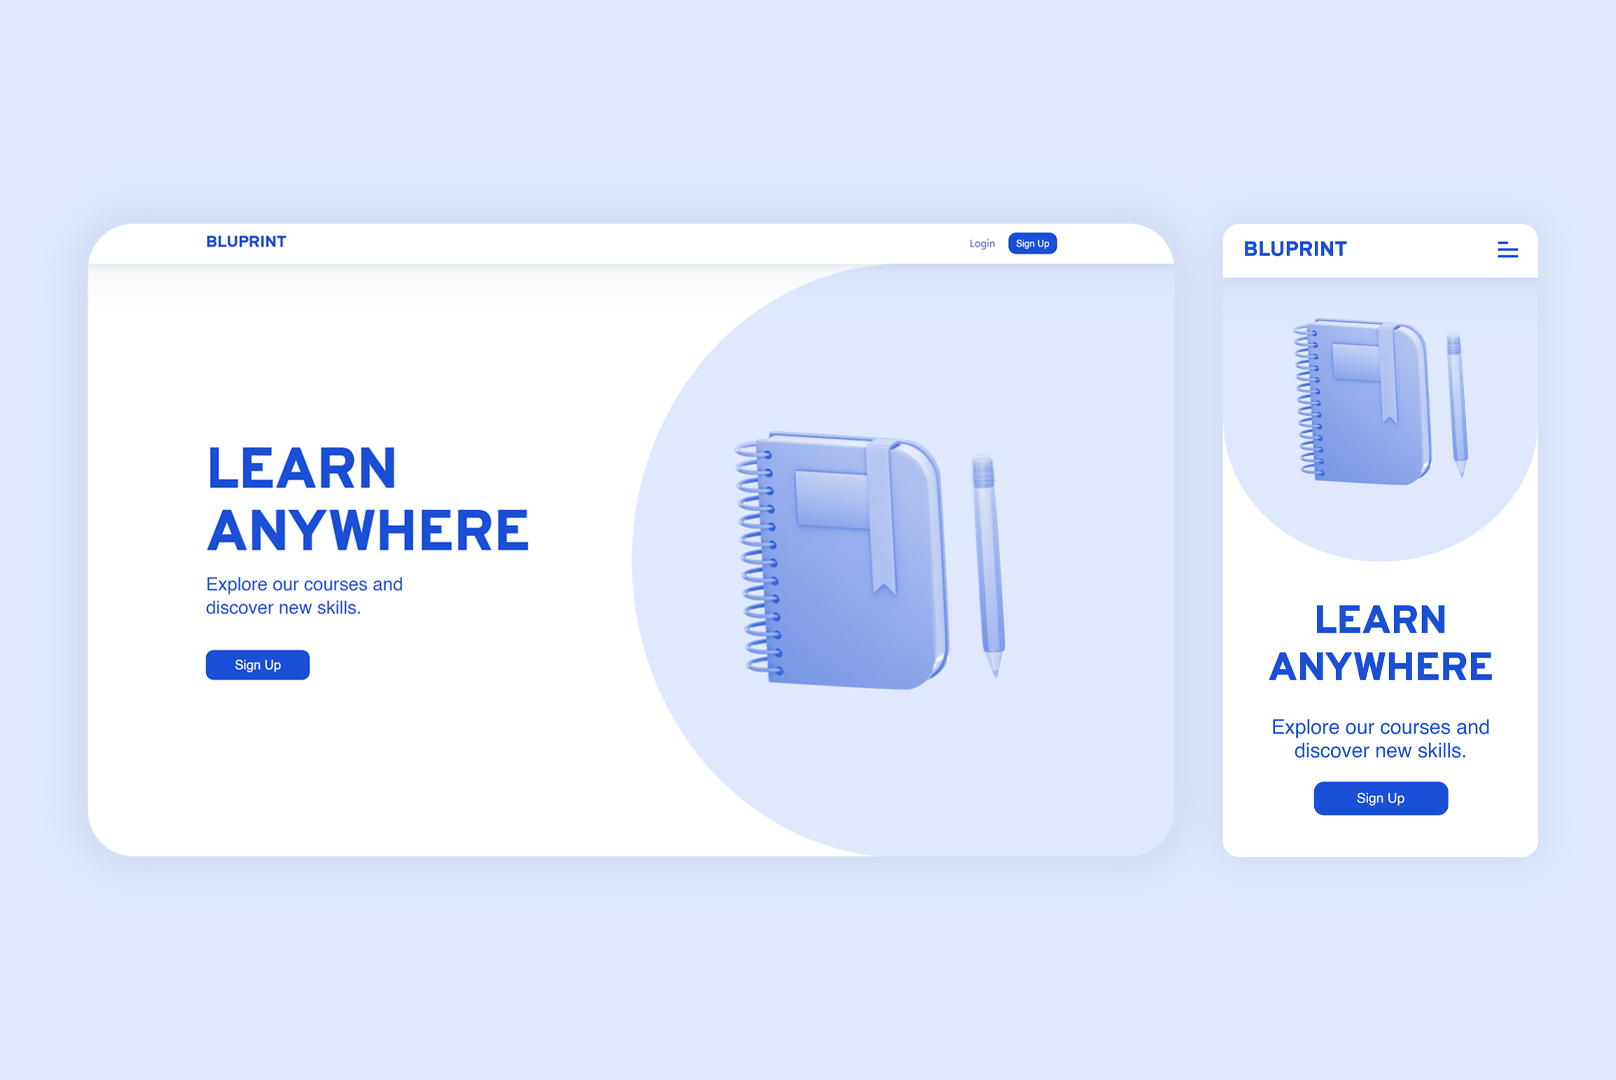 BLUPRINT
Login
Sign Up
LEARN
ANYWHERE
Explore our courses and
discover new skills.
Sign Up
BLUPRINT
LEARN
ANYWHERE
Explore our courses and
discover new skills.
Sign Up